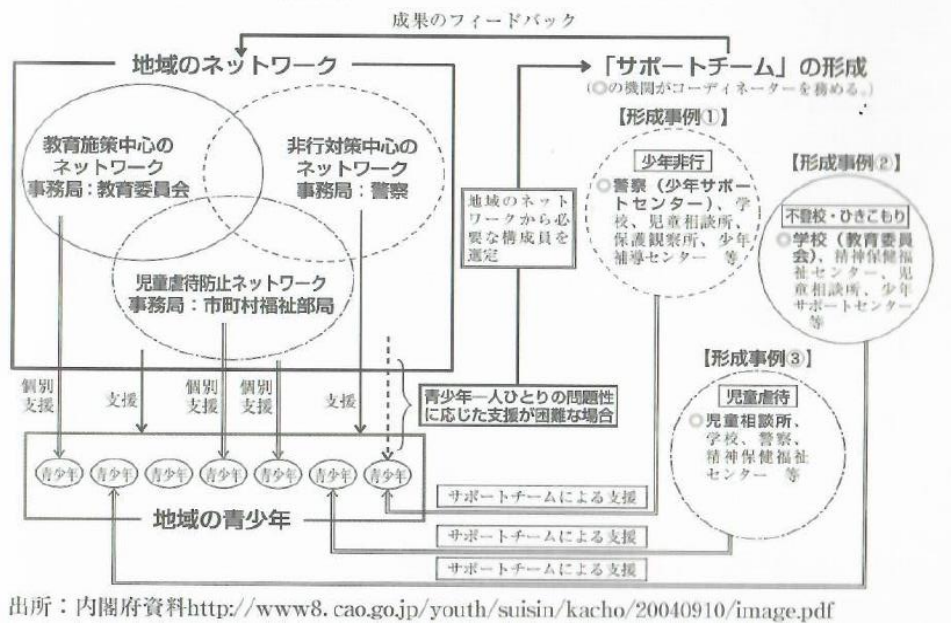 成果のフィードバック
地域のネットワーク
教育施策中心の
ネットワーク
事務局：教育委員会
非行対策中心の
ネットワーク
事務局：警察
児童虐待防止ネットワーク
事務局：市町村福祉部局
「サポートチーム」の形成
(◎の機関がコーディネーターを務める。)
地域のネット
ワークから必
要な構成員を
選定
【形成事例①】
少年非行
◎警察（少年サポー
トセンター）、学
校、児童相談所、
保護観察所、少年
補導センター 等
【形成事例②】
不登校・ひきこもり
◎学校（教育委員
会）、精神保健福
祉センター、児
童相談所、少年
サポートセンター
等
【形成事例③】
児童虐待
◎児童相談所、
学校、警察、
精神保健福祉
センター 等
個別
支援
支援
個別
支援
個別
支援
支援
青少年一人ひとりの問題性
に応じた支援が困難な場合
青少年
青少年
青少年
青少年
青少年
青少年
青少年
地域の青少年
サポートチームによる支援
サポートチームによる支援
サポートチームによる支援
出所：内閣府資料http://www8.cao.go.jp/youth/suisin/kacho/20040910/image.pdf